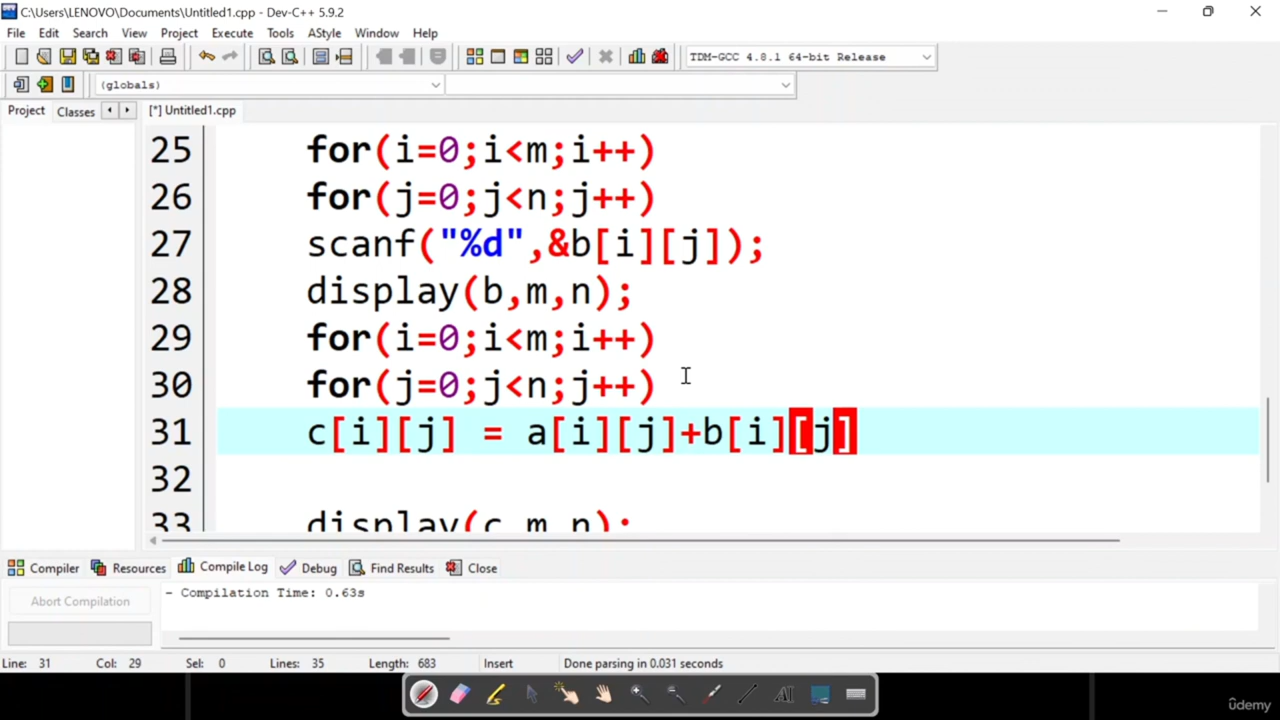 C:\Users\LENOVO\Documents\Untitled1.cpp - Dev-C++ 5.9.2
File Edit Search View Project Execute Tools AStyle Window Help
TDM-GCC 4.8.1 64-bit Release
(globals)
Project Classes [*] Untitled1.cpp
25 for(i=0;i<m;i++)
26 for(j=0;j<n;j++)
27 scanf("%d",&b[i][j]);
28 display(b,m,n);
29 for(i=0;i<m;i++)
30 for(j=0;j<n;j++)
31 c[i][j] = a[i][j]+b[i][j]
32
33 display(c,m,n);
Compiler Resources Compile Log Debug Find Results Close
Abort Compilation
- Compilation Time: 0.63s
Line: 31 Col: 29 Sel: 0 Lines: 35 Length: 683 Insert Done parsing in 0.031 seconds
AI
ûdemy